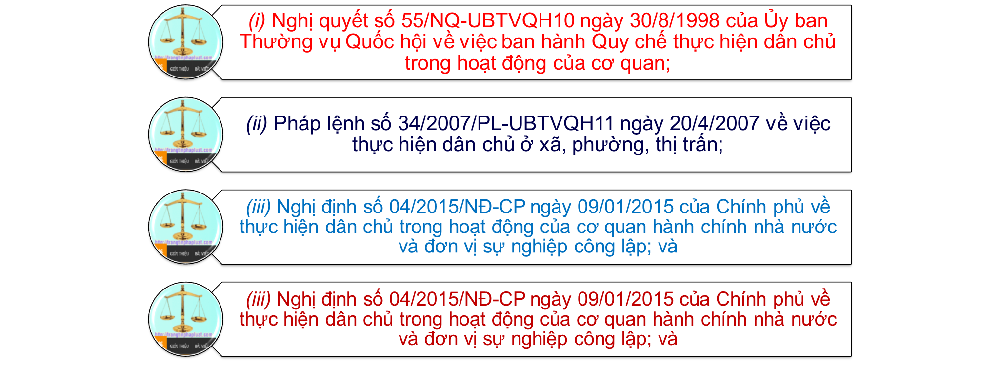 (i) Nghị quyết số 55/NQ-UBTVQH10 ngày 30/8/1998 của Ủy ban
Thường vụ Quốc hội về việc ban hành Quy chế thực hiện dân chủ
trong hoạt động của cơ quan;
http://trangtinphapluat.com
GIỚI THIỆU BÀI VIẾT
(ii) Pháp lệnh số 34/2007/PL-UBTVQH11 ngày 20/4/2007 về việc
thực hiện dân chủ ở xã, phường, thị trấn;
http://trangtinphapluat.com
GIỚI THIỆU BÀI VIẾT
(iii) Nghị định số 04/2015/NĐ-CP ngày 09/01/2015 của Chính phủ về
thực hiện dân chủ trong hoạt động của cơ quan hành chính nhà nước
và đơn vị sự nghiệp công lập; và
http://trangtinphapluat.com
GIỚI THIỆU BÀI VIẾT
(iii) Nghị định số 04/2015/NĐ-CP ngày 09/01/2015 của Chính phủ về
thực hiện dân chủ trong hoạt động của cơ quan hành chính nhà nước
và đơn vị sự nghiệp công lập; và
http://trangtinphapluat.com
GIỚI THIỆU BÀI VIẾT